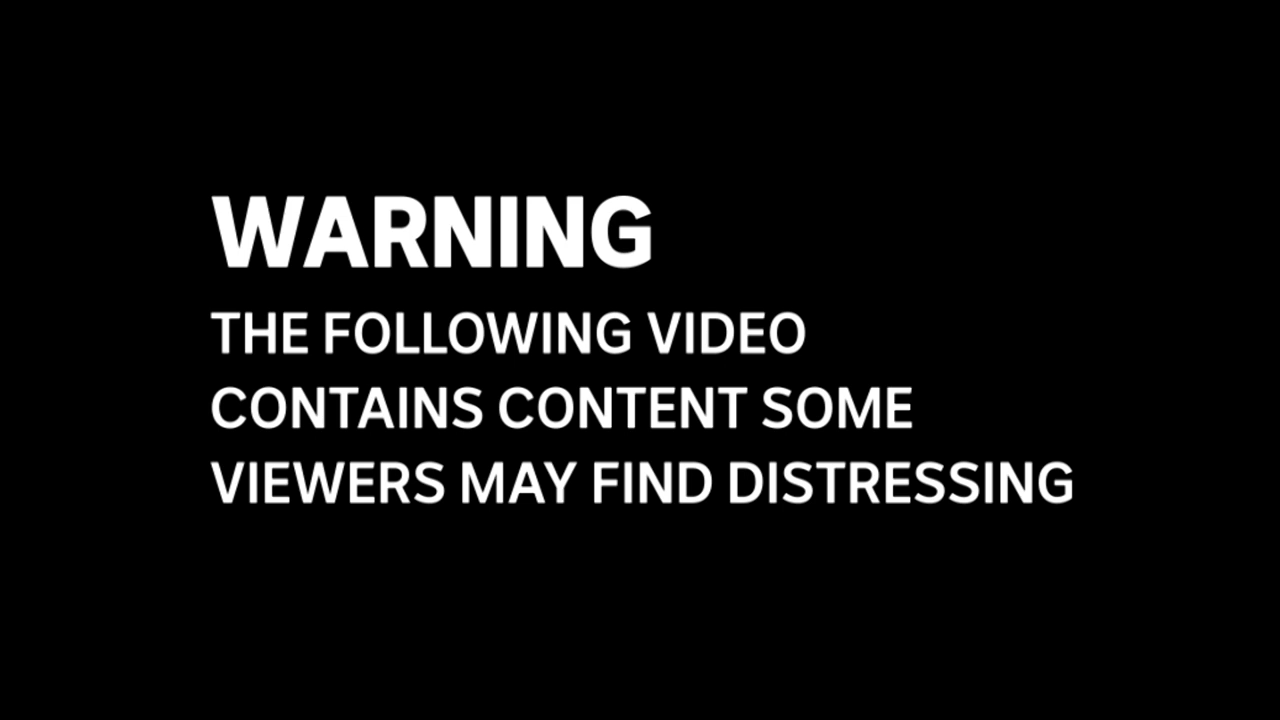 WARNING
THE FOLLOWING VIDEO
CONTAINS CONTENT SOME
VIEWERS MAY FIND DISTRESSING